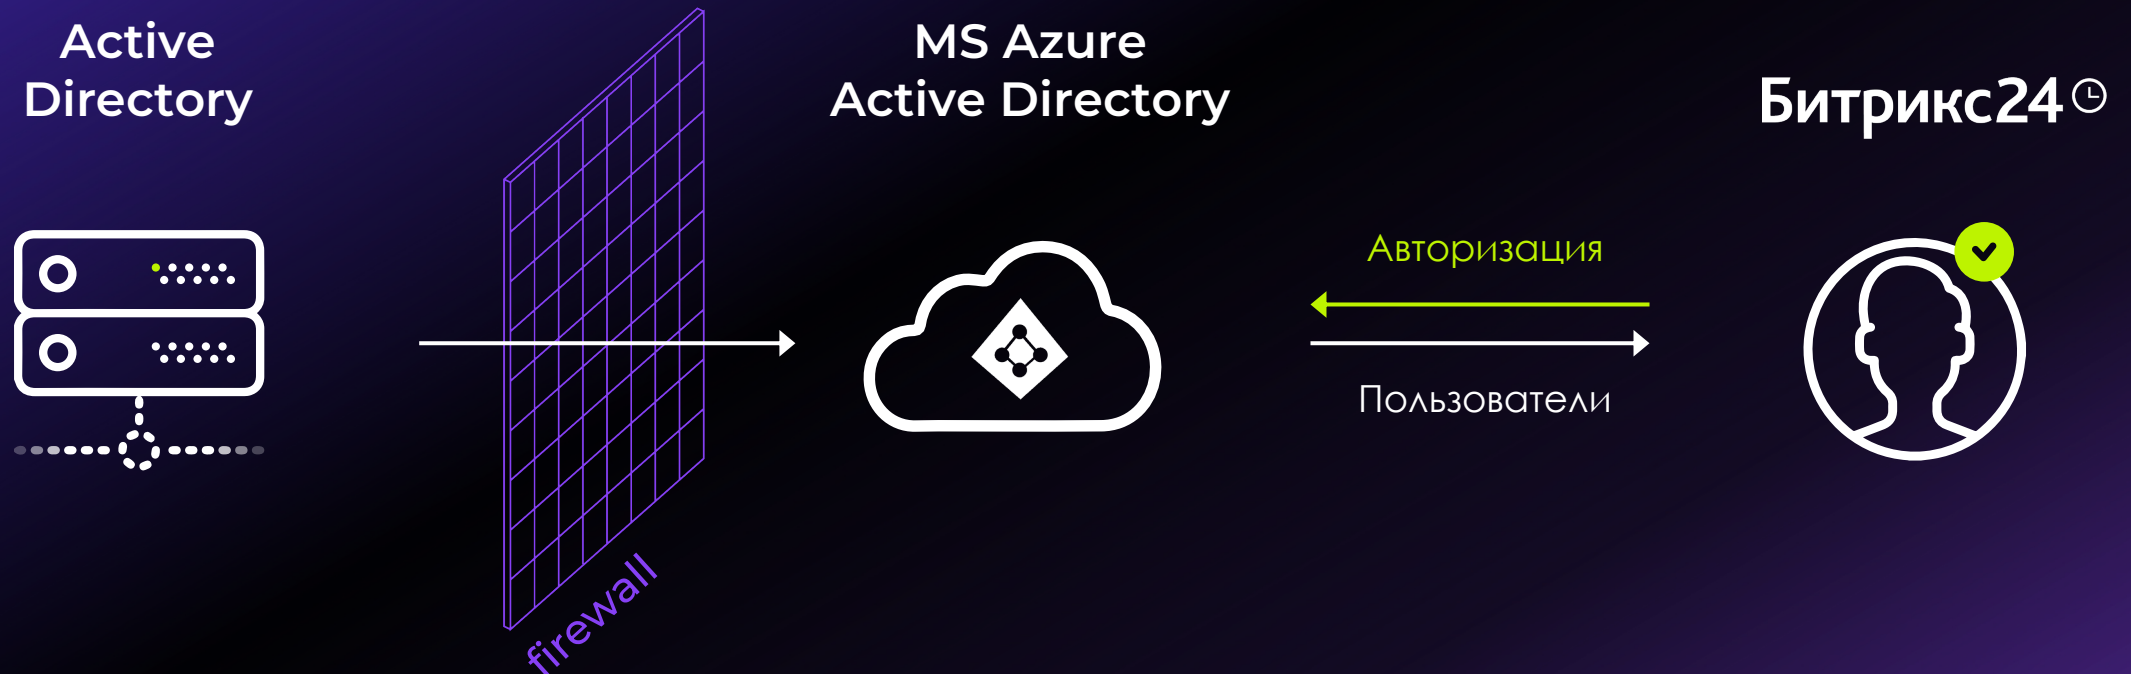 Active
Directory
MS Azure
Active Directory
Битрикс24
Авторизация
Пользователи
firewall